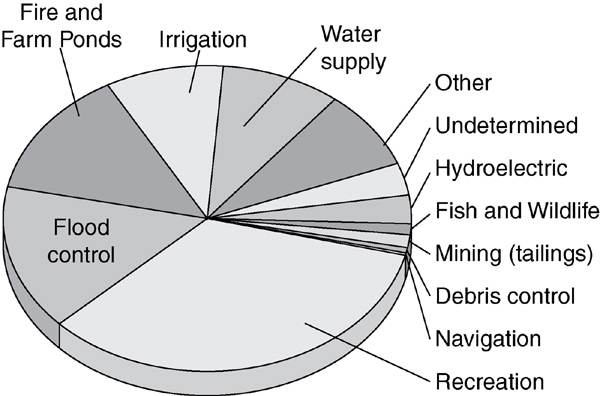 Fire and
Farm Ponds
Irrigation
Water
supply
Other
Undetermined
Hydroelectric
Fish and Wildlife
Mining (tailings)
Debris control
Navigation
Recreation
Flood
control